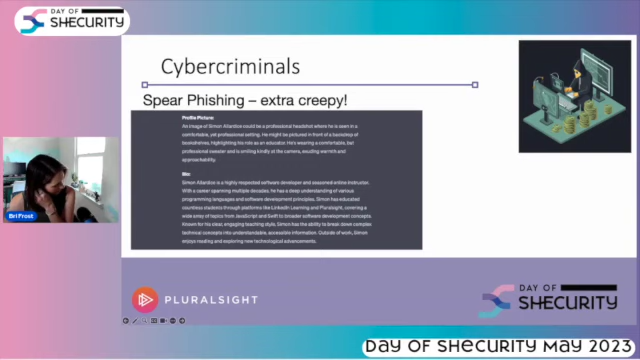 DAY OF
SHECURITY
Cybercriminals
Spear Phishing – extra creepy!
Profile Picture:
An image of Simon Allardice could be a professional headshot where he is seen in a
comfortable, yet professional setting. He might be pictured in front of a backdrop of
bookshelves, highlighting his role as an educator. He's wearing a comfortable, but
professional sweater and is smiling kindly at the camera, exuding warmth and
approachability.
Bio:
Simon Allardice is a highly respected software developer and seasoned online instructor.
With a career spanning multiple decades, he has a deep understanding of various
programming languages and software development principles. Simon has educated
countless students through platforms like LinkedIn Learning and Pluralsight, covering a
wide array of topics from JavaScript and Swift to broader software development concepts.
Known for his clear, engaging teaching style, Simon has the ability to break down complex
technical concepts into understandable, accessible information. Outside of work, Simon
enjoys reading and exploring new technological advancements.
Bri Frost
PLURALSIGHT
DAY OF
SHECURITY
DAY OF SHECURITY MAY 2023